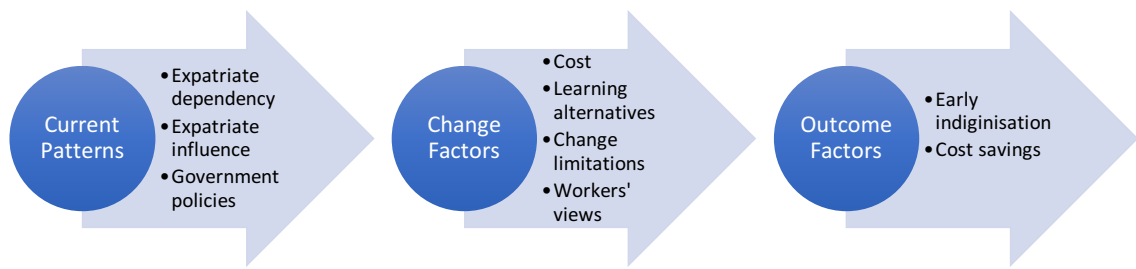 Current
Patterns
•Expatriate
dependency
•Expatriate
influence
•Government
policies
Change
Factors
•Cost
•Learning
alternatives
•Change
limitations
•Workers'
views
Outcome
Factors
•Early
indiginisation
•Cost savings